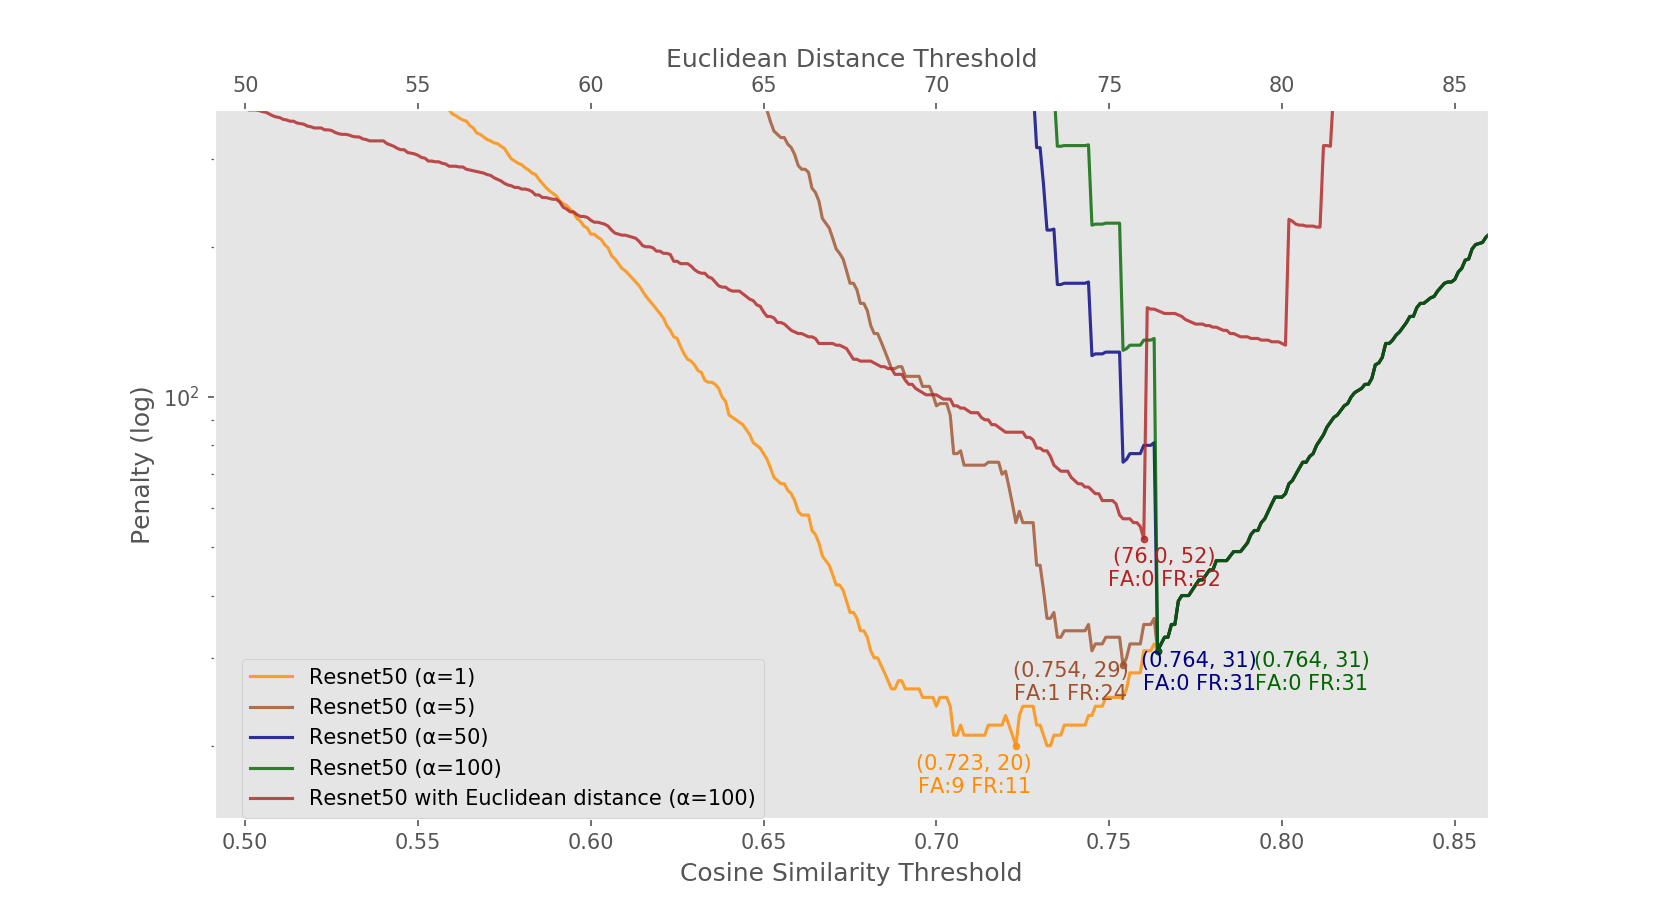 Euclidean Distance Threshold
50 55 60 65 70 75 80 85
Penalty (log)
10²
(76.0, 52)
FA:0 FR:52
(0.754, 29)
FA:1 FR:24
(0.764, 31)
FA:0 FR:31
(0.764, 31)
FA:0 FR:31
(0.723, 20)
FA:9 FR:11
Resnet50 (α=1)
Resnet50 (α=5)
Resnet50 (α=50)
Resnet50 (α=100)
Resnet50 with Euclidean distance (α=100)
0.50 0.55 0.60 0.65 0.70 0.75 0.80 0.85
Cosine Similarity Threshold